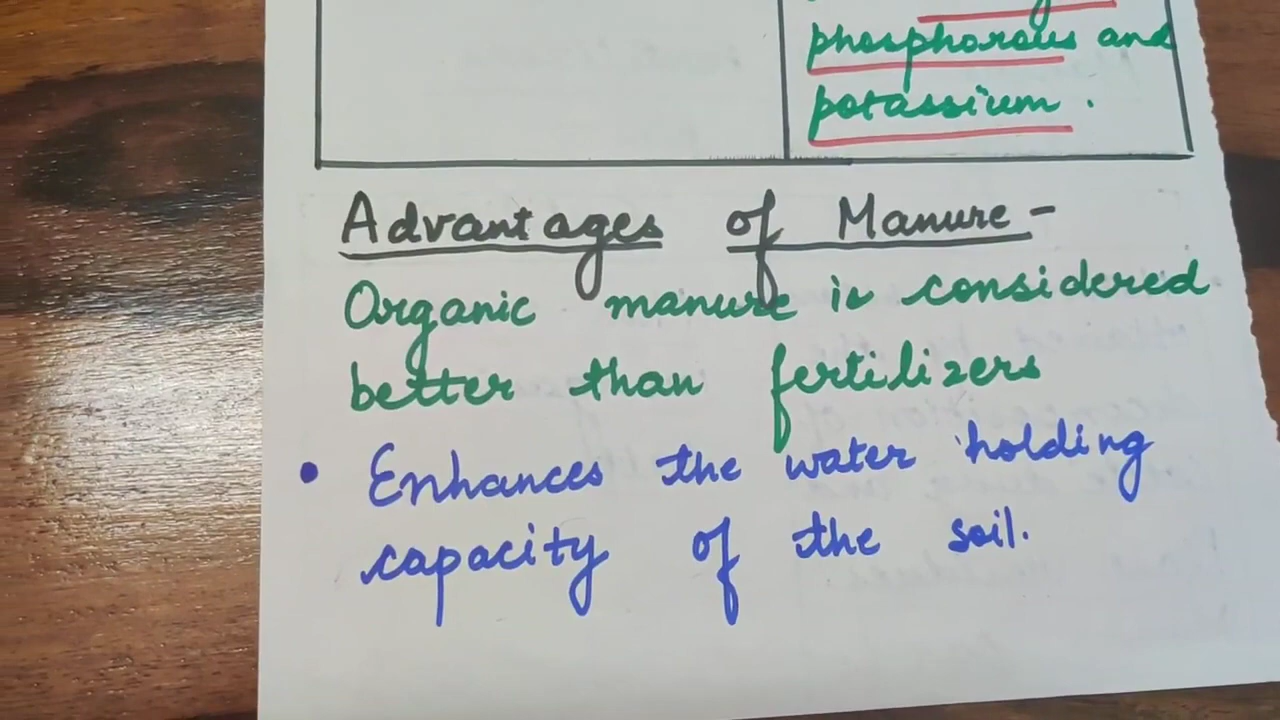 phosphorous and
potassium.
Advantages of Manure-
Organic manure is considered
better than fertilizers
• Enhances the water holding
capacity of the soil.